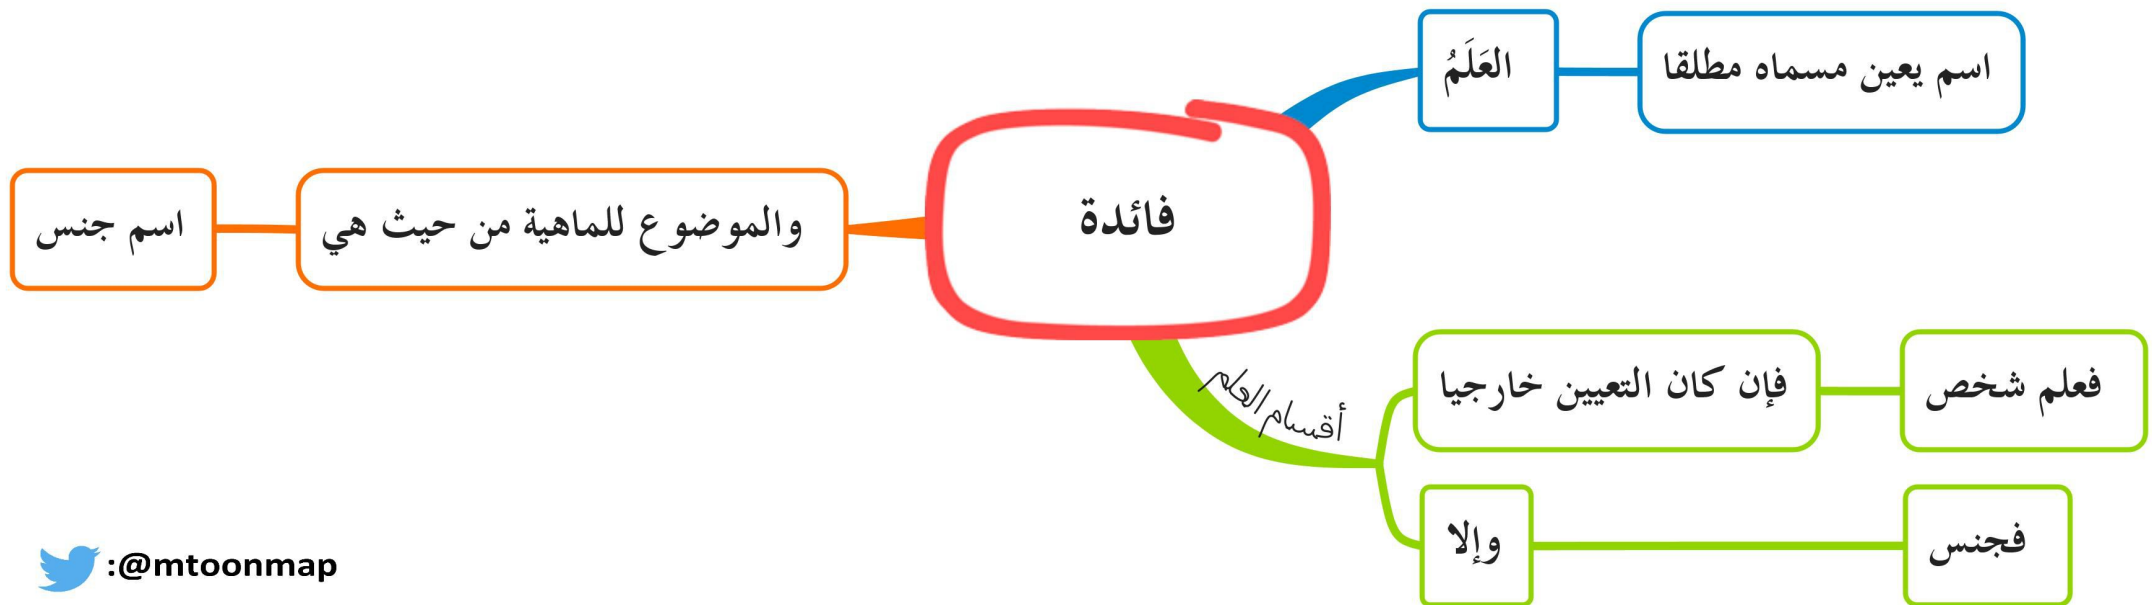 فائدة
العَلَمُ
اسم يعين مسماه مطلقا
أقسام العلم
فإن كان التعيين خارجيا
فعلم شخص
وإلا
فجنس
والموضوع للماهية من حيث هي
اسم جنس
:@mtoonmap